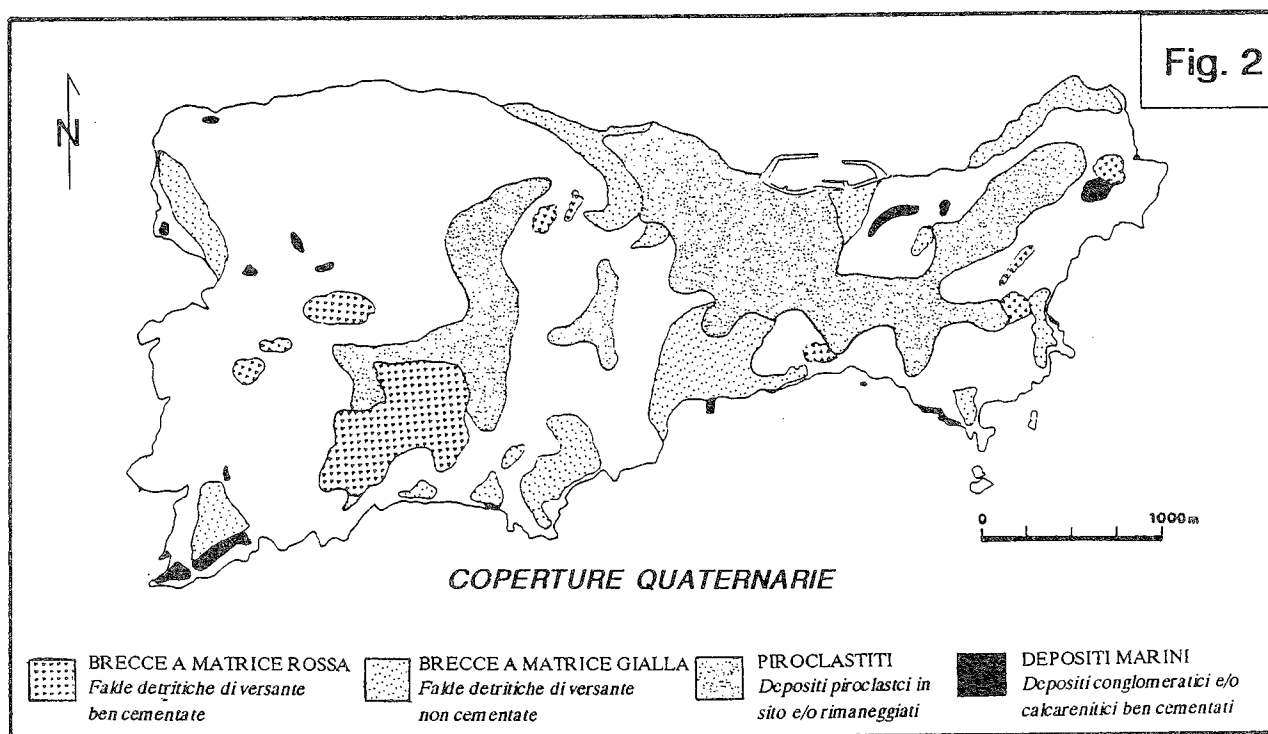 Fig. 2
N
0 1000m
COPERTURE QUATERNARIE
BRECCE A MATRICE ROSSA
Falde detritiche di versante
ben cementate
BRECCE A MATRICE GIALLA
Falde detritiche di versante
non cementate
PIROCLASTITI
Depositi piroclastci in
sito e/o rimaneggiati
DEPOSITI MARINI
Depositi conglomeratici e/o
calcarenitici ben cementati